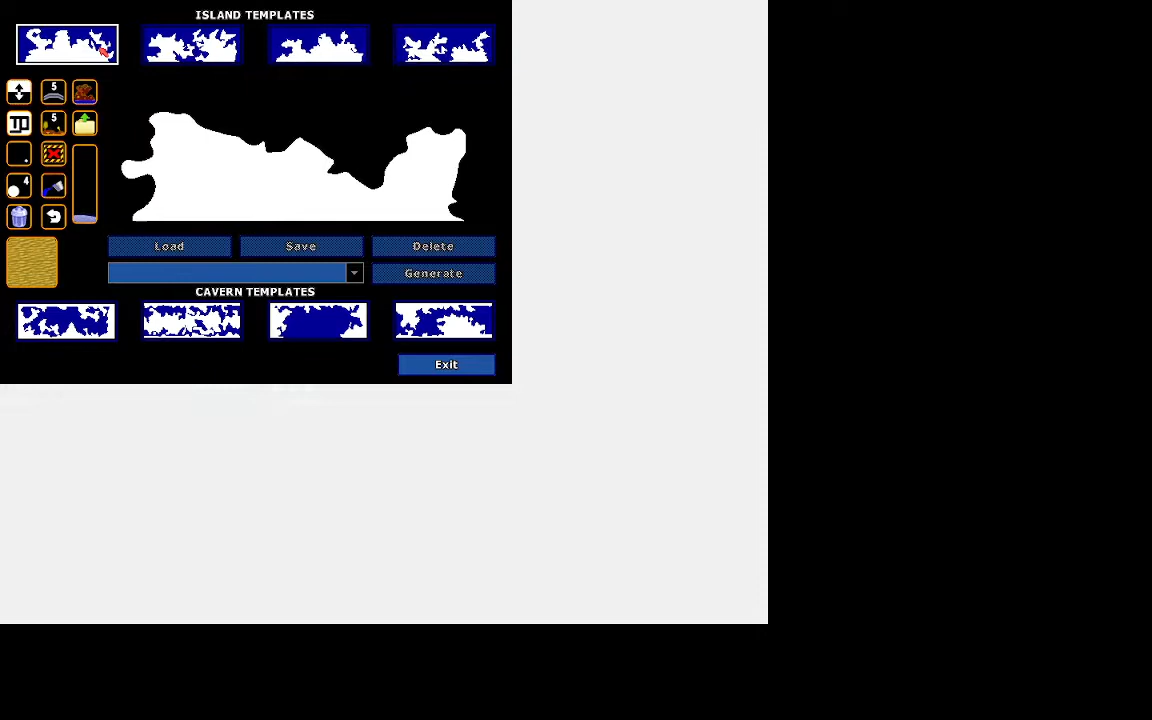 ISLAND TEMPLATES
5
5
4
Load Save Delete
Generate
CAVERN TEMPLATES
Exit